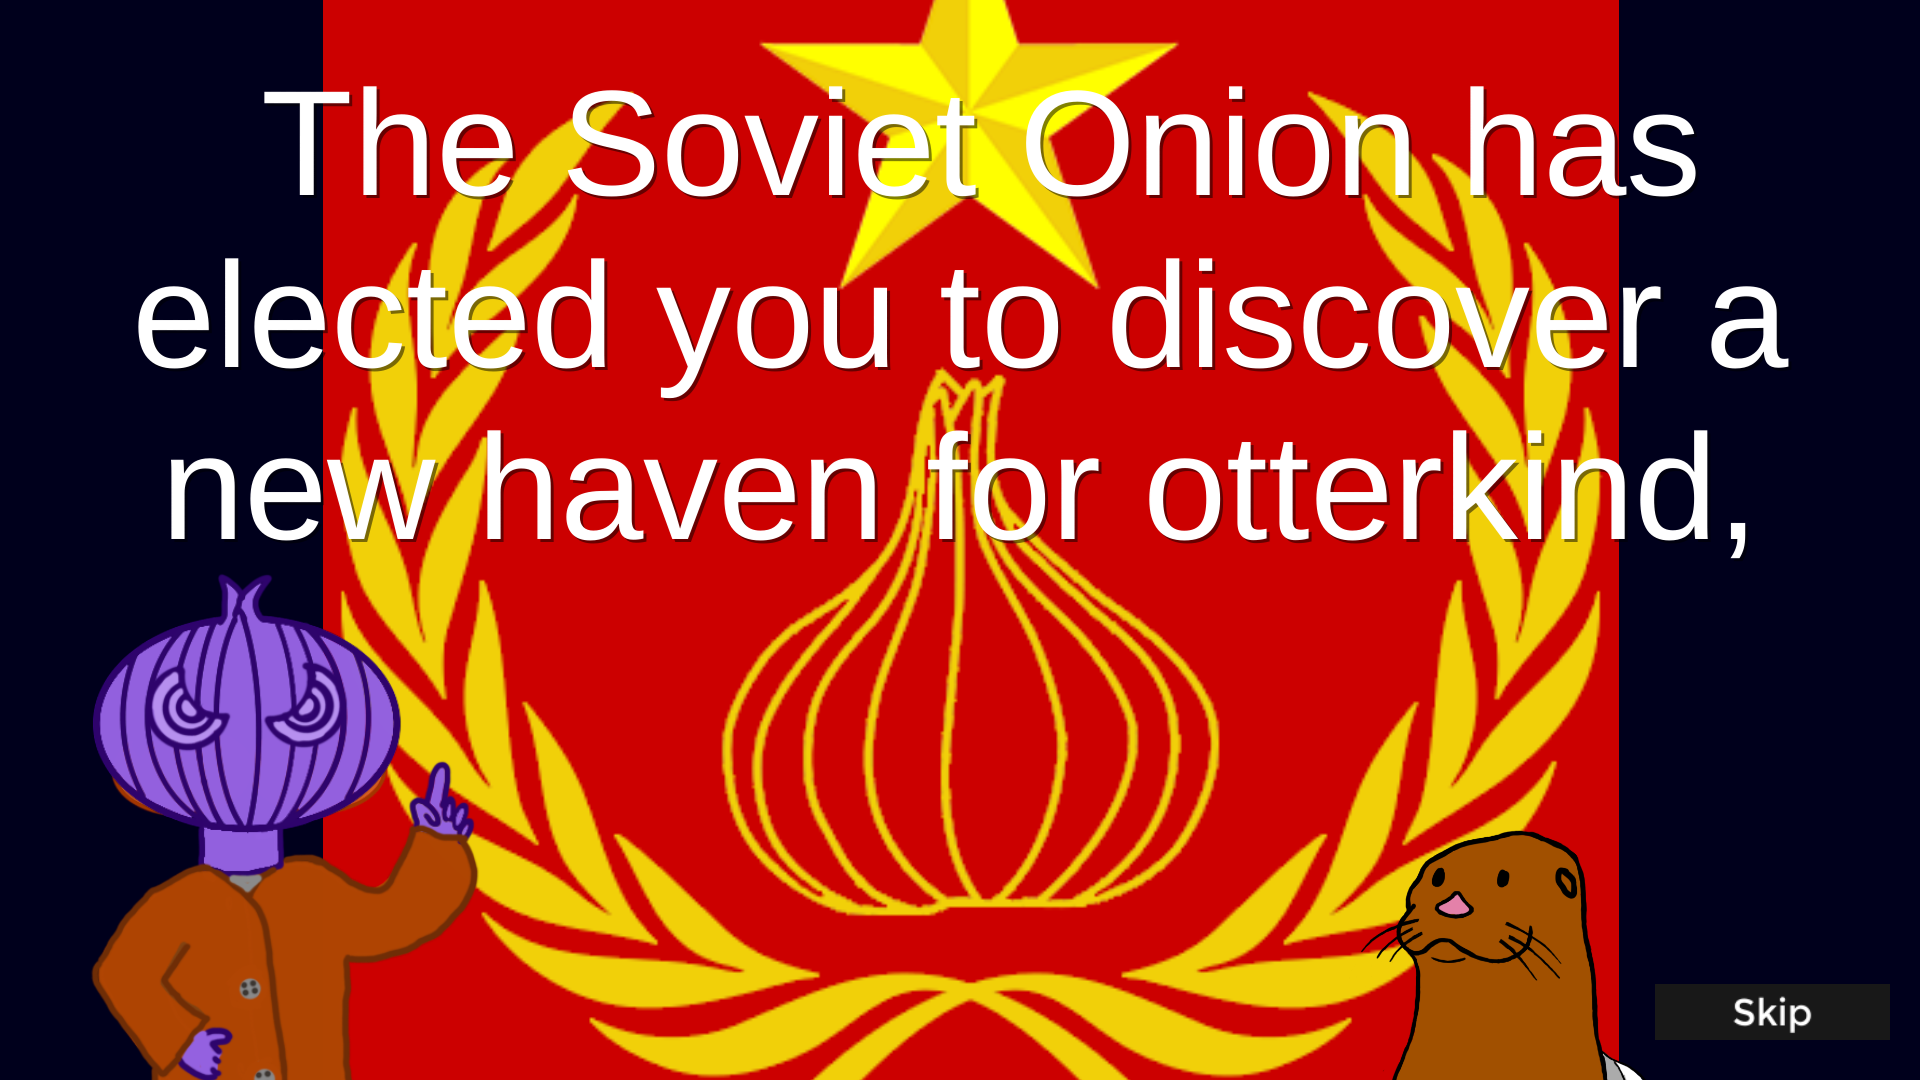 The Soviet Onion has
elected you to discover a
new haven for otterkind,
Skip